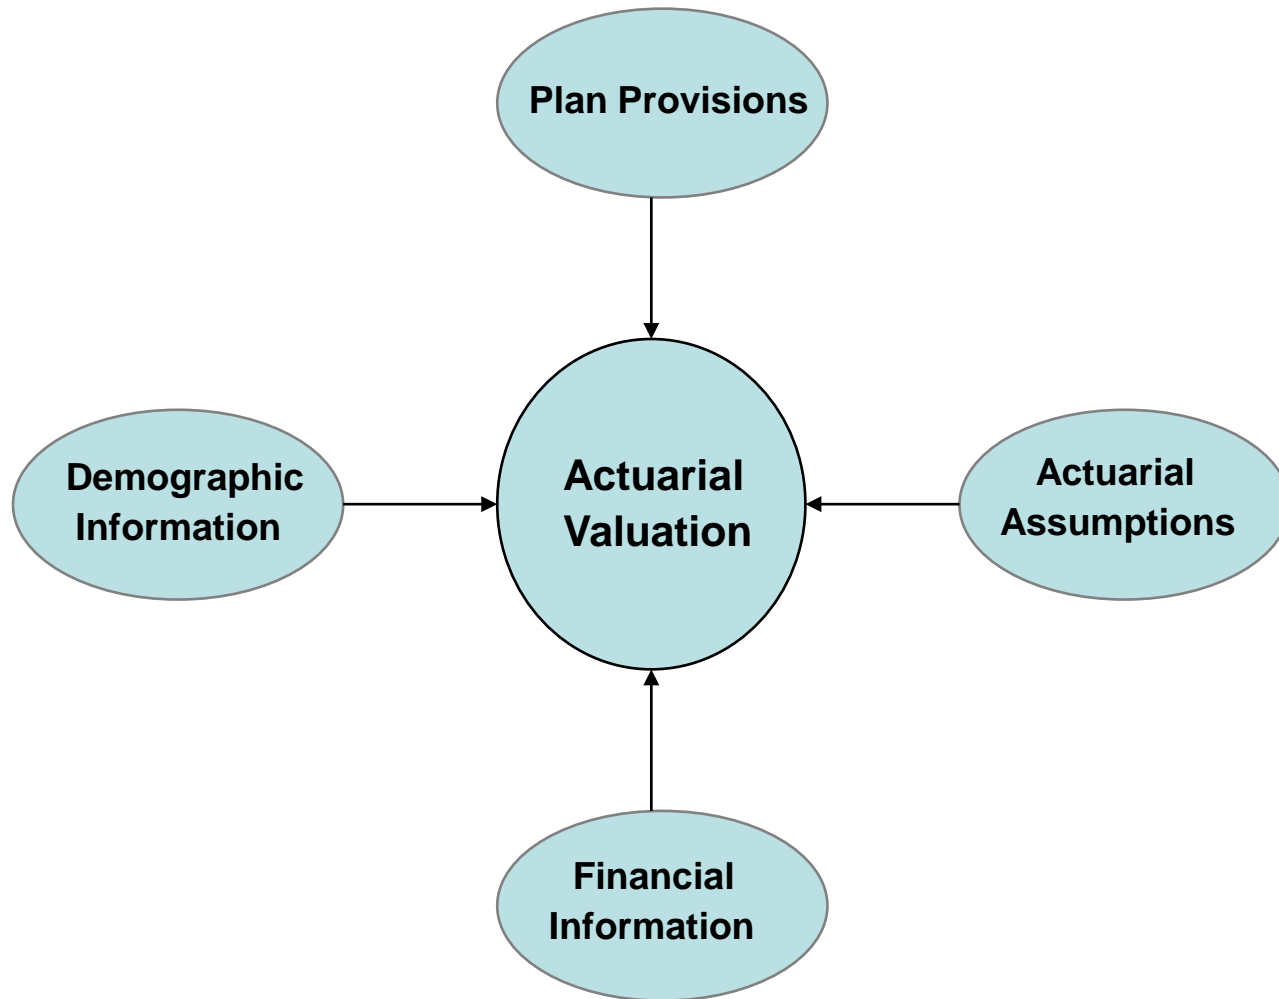 Plan Provisions
Demographic
Information
Actuarial
Valuation
Actuarial
Assumptions
Financial
Information